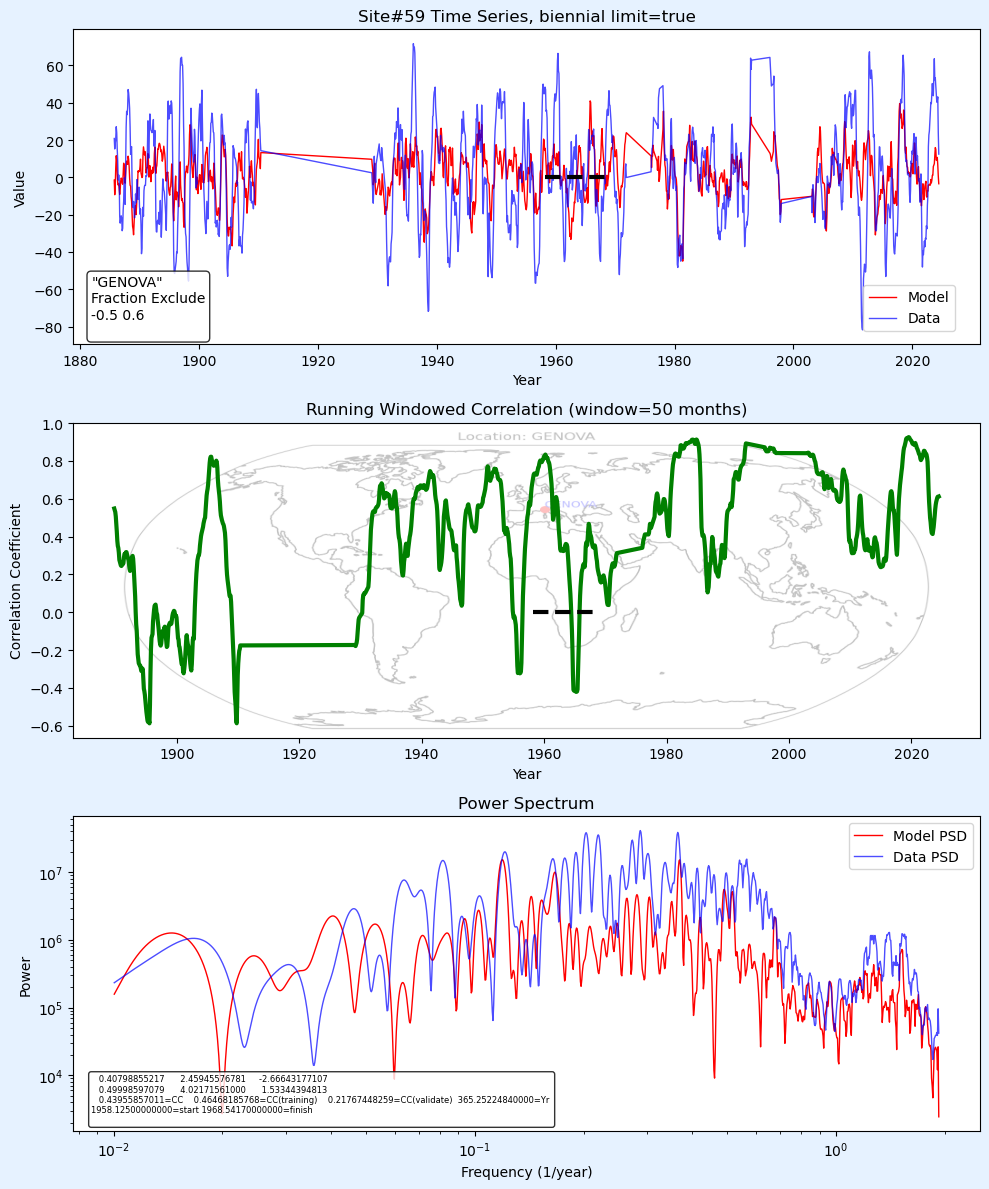 Site#59 Time Series, biennial limit=true
Value
60
40
20
0
−20
−40
−60
−80
"GENOVA"
Fraction Exclude
-0.5 0.6
Model
Data
1880 1900 1920 1940 1960 1980 2000 2020
Year
Running Windowed Correlation (window=50 months)
Correlation Coefficient
1.0
0.8
0.6
0.4
0.2
0.0
−0.2
−0.4
−0.6
Location: GENOVA
NOVA
1900 1920 1940 1960 1980 2000 2020
Year
Power Spectrum
Power
10⁷
10⁶
10⁵
10⁴
Model PSD
Data PSD
0.40798855217 2.45945576781 -2.66643177107
0.49998597079 4.02171561000 1.53344394813
0.43955857011=CC 0.46468185768=CC(training) 0.21767448259=CC(validate) 365.25224840000=Yr
1958.12500000000=start 1968.54170000000=finish
10⁻² 10⁻¹ 10⁰
Frequency (1/year)